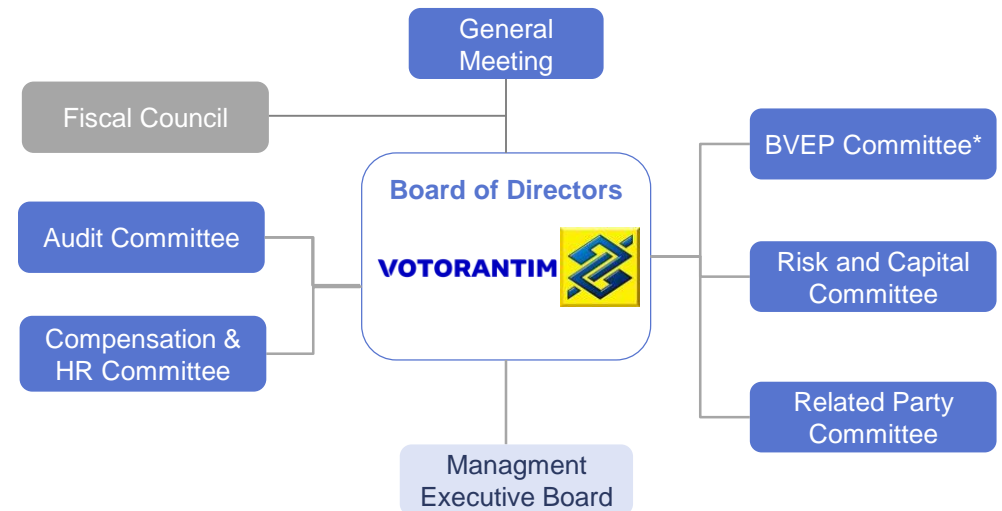 General
Meeting
Fiscal Council
BVEP Committee*
Board of Directors
Audit Committee
VOTORANTIM
Risk and Capital
Committee
Compensation &
HR Committee
Related Party
Committee
Managment
Executive Board